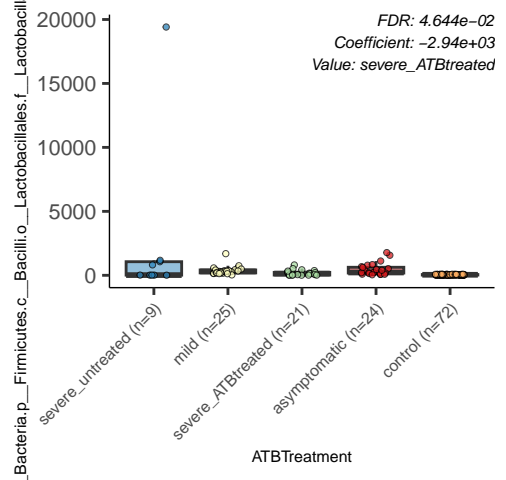 FDR: 4.644e−02
Coefficient: −2.94e+03
Value: severe_ATBtreated
_Bacteria.p__Firmicutes.c__Bacilli.o__Lactobacillales.f__Lactobacill
20000
15000
10000
5000
0
severe_untreated (n=9)
mild (n=25)
severe_ATBtreated (n=21)
asymptomatic (n=24)
control (n=72)
ATBTreatment